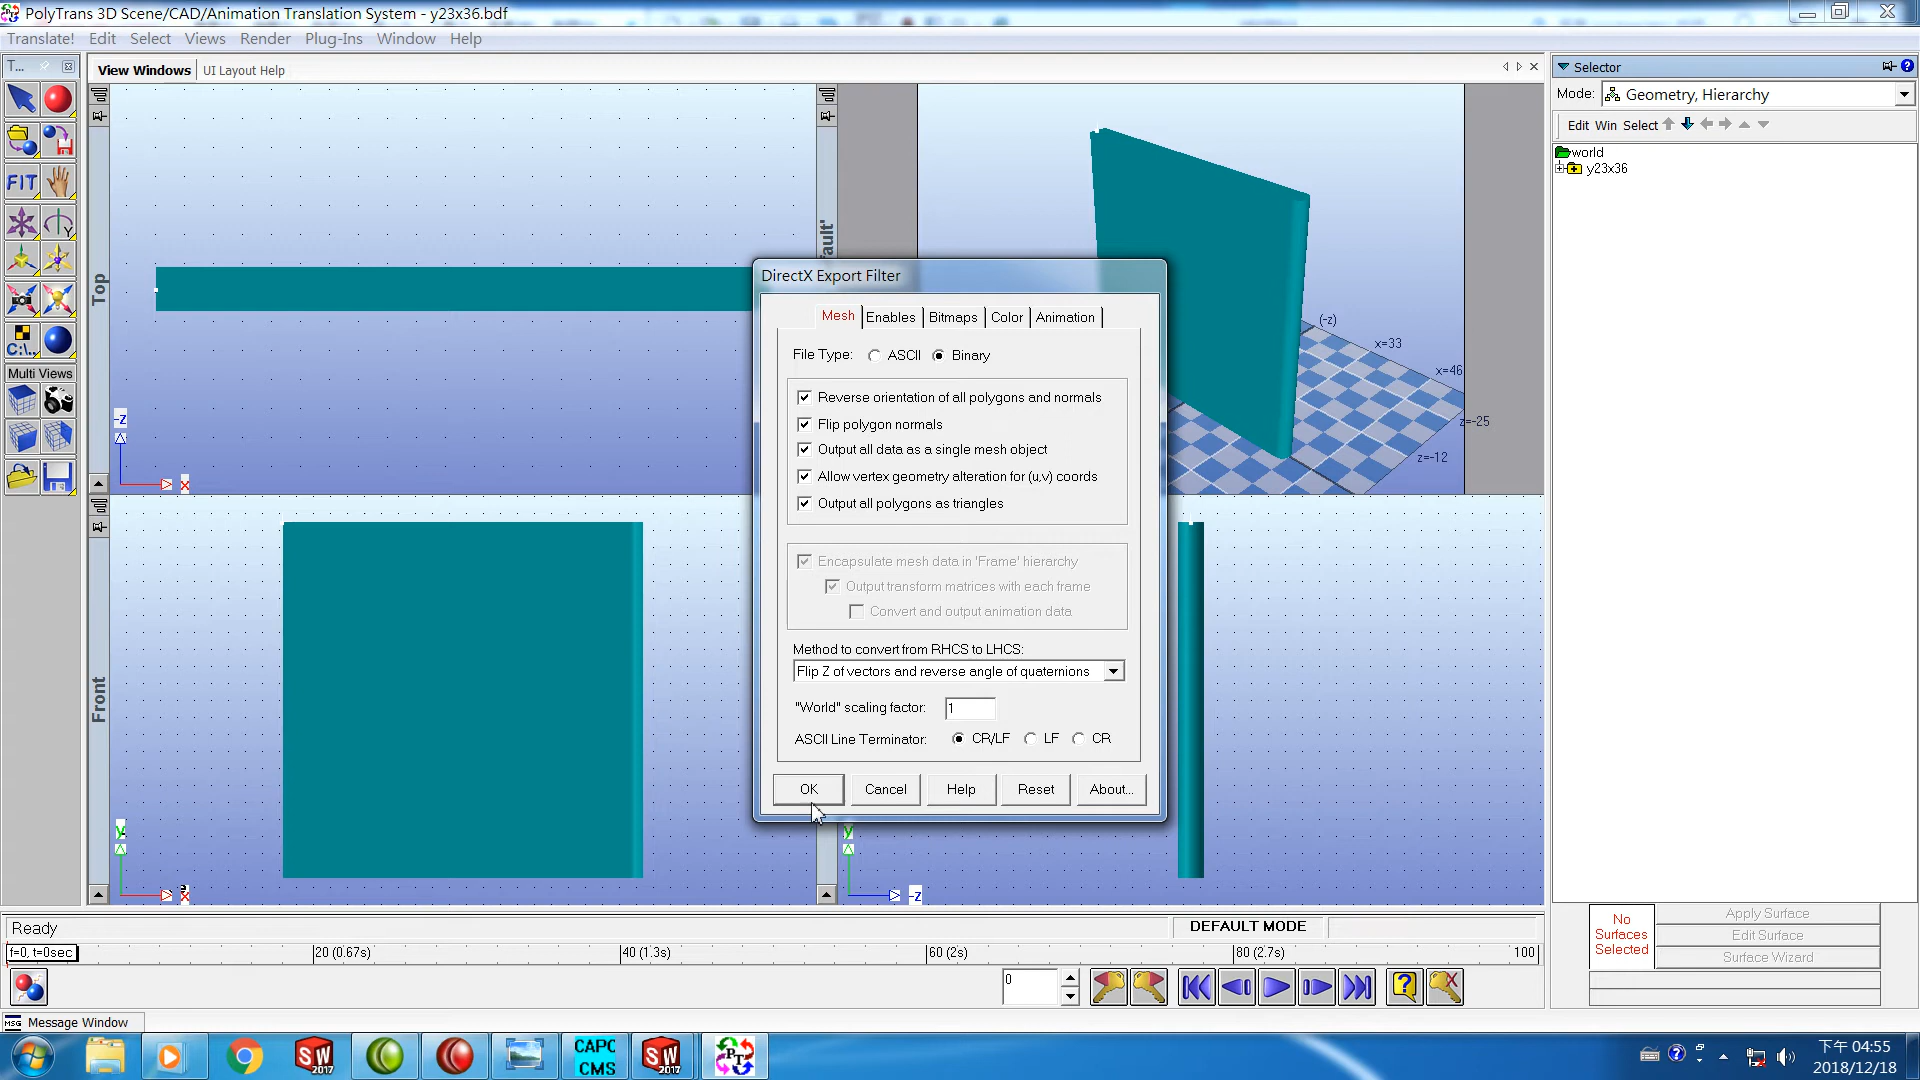 PolyTrans 3D Scene/CAD/Animation Translation System - y23x36.bdf
Translate! Edit Select Views Render Plug-Ins Window Help
T...
View Windows UI Layout Help
Selector
Mode: Geometry, Hierarchy
Edit Win Select
world
y23x36
FIT
C:\..
Multi Views
Top
-z
x
(-z)
x=33
x=46
z=-25
z=-12
DirectX Export Filter
Mesh Enables Bitmaps Color Animation
File Type: ASCII Binary
Reverse orientation of all polygons and normals
Flip polygon normals
Output all data as a single mesh object
Allow vertex geometry alteration for (u,v) coords
Output all polygons as triangles
Encapsulate mesh data in 'Frame' hierarchy
Output transform matrices with each frame
Convert and output animation data
Method to convert from RHCS to LHCS:
Flip Z of vectors and reverse angle of quaternions
"World" scaling factor: 1
ASCII Line Terminator: CR/LF LF CR
OK Cancel Help Reset About...
Front
y
x
y
-z
Ready
DEFAULT MODE
f=0, t=0sec 20 (0.67s) 40 (1.3s) 60 (2s) 80 (2.7s) 100
0
No
Surfaces
Selected
Apply Surface
Edit Surface
Surface Wizard
MSG Message Window
SW
2017
CAPC
CMS
SW
2017
PT
下午 04:55
2018/12/18